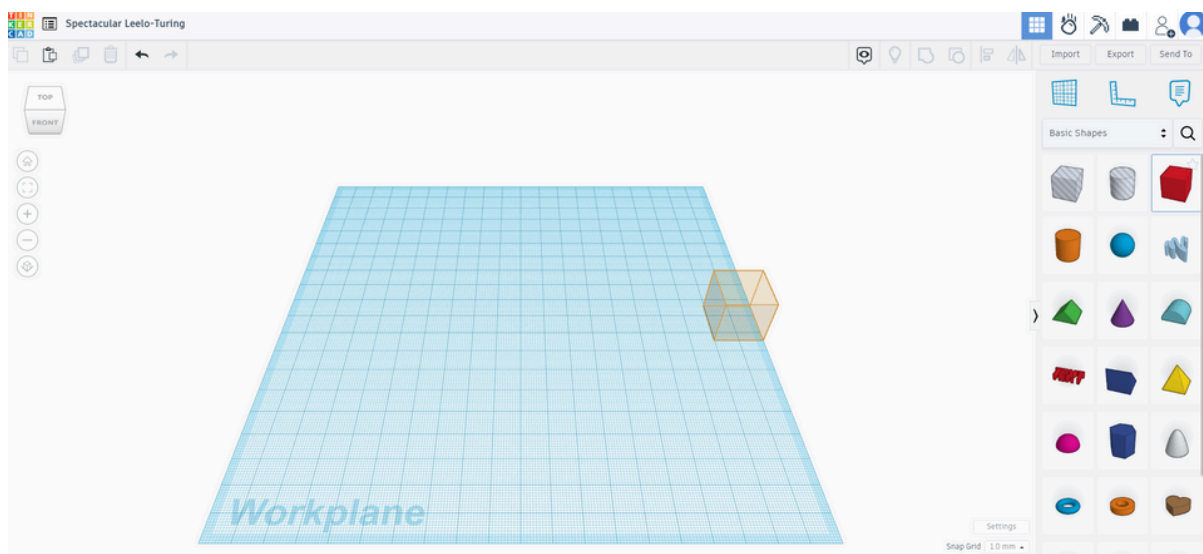 TIN
KER
CAD
Spectacular Leelo-Turing
Import
Export
Send To
TOP
FRONT
Basic Shapes
TEXT
Workplane
Settings
Snap Grid 1.0 mm